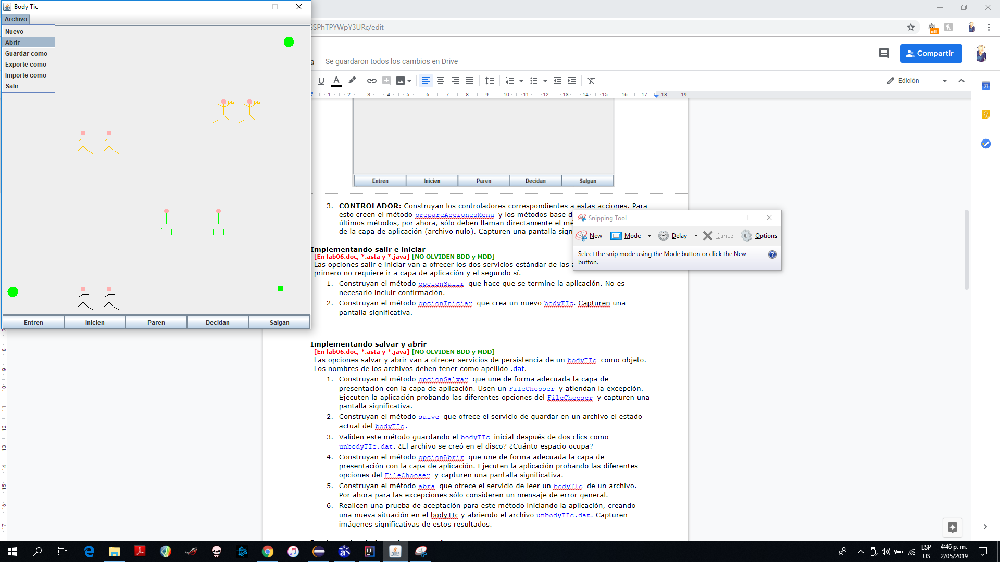 Body Tic
Archivo
Nuevo
Abrir
Guardar como
Exporte como
Importe como
Salir
Hola
Hola
Entren
Inicien
Paren
Decidan
Salgan
SSPhTPYWpY3URc/edit
off
a
Se guardaron todos los cambios en Drive
Compartir
Edición
1 2 3 4 5 6 7 8 9 10 11 12 13 14 15 16 17 18 19
31
Entren
Inicien
Paren
Decidan
Salgan
3. CONTROLADOR: Construyan los controladores correspondientes a estas acciones. Para
esto creen el método prepareAccionesMenu y los métodos base d
últimos métodos, por ahora, sólo deben llaman directamente el mé
de la capa de aplicación (archivo nulo). Capturen una pantalla sign
Snipping Tool
New
Mode
Delay
Cancel
Options
Select the snip mode using the Mode button or click the New
button.
Implementando salir e iniciar
[En lab06.doc, *.asta y *.java] [NO OLVIDEN BDD y MDD]
Las opciones salir e iniciar van a ofrecer los dos servicios estándar de las a
primero no requiere ir a capa de aplicación y el segundo sí.
1. Construyan el método opcionSalir que hace que se termine la aplicación. No es
necesario incluir confirmación.
2. Construyan el método opcionIniciar que crea un nuevo bodyTIc. Capturen una
pantalla significativa.
Implementando salvar y abrir
[En lab06.doc, *.asta y *.java] [NO OLVIDEN BDD y MDD]
Las opciones salvar y abrir van a ofrecer servicios de persistencia de un bodyTIc como objeto.
Los nombres de los archivos deben tener como apellido .dat.
1. Construyan el método opcionSalvar que une de forma adecuada la capa de
presentación con la capa de aplicación. Usen un FileChooser y atiendan la excepción.
Ejecuten la aplicación probando las diferentes opciones del FileChooser y capturen una
pantalla significativa.
2. Construyan el método salve que ofrece el servicio de guardar en un archivo el estado
actual del bodyTIc.
3. Validen este método guardando el bodyTIc inicial después de dos clics como
unbodyTIc.dat. ¿El archivo se creó en el disco? ¿Cuánto espacio ocupa?
4. Construyan el método opcionAbrir que une de forma adecuada la capa de
presentación con la capa de aplicación. Ejecuten la aplicación probando las diferentes
opciones del FileChooser y capturen una pantalla significativa.
5. Construyan el método abra que ofrece el servicio de leer un bodyTIc de un archivo.
Por ahora para las excepciones sólo consideren un mensaje de error general.
6. Realicen una prueba de aceptación para este método iniciando la aplicación, creando
una nueva situación en el bodyTIc y abriendo el archivo unbodyTIc.dat. Capturen
imágenes significativas de estos resultados.
8
9
10
11
12
13
14
15
16
17
ESP
US
4:46 p. m.
2/05/2019